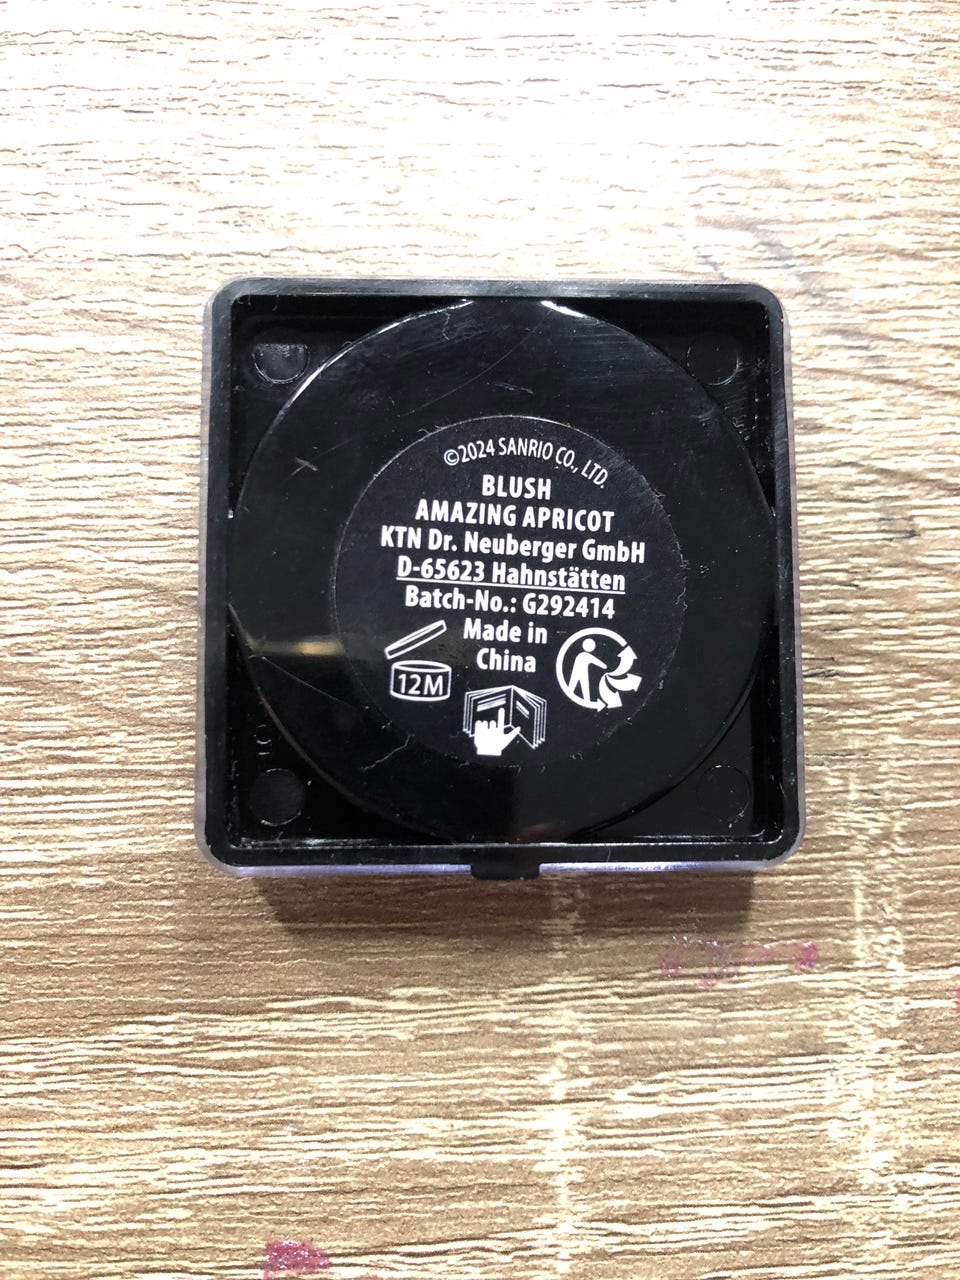 ©2024 SANRIO CO., LTD.
BLUSH
AMAZING APRICOT
KTN Dr. Neuberger GmbH
D-65623 Hahnstätten
Batch-No.: G292414
Made in
China
12M